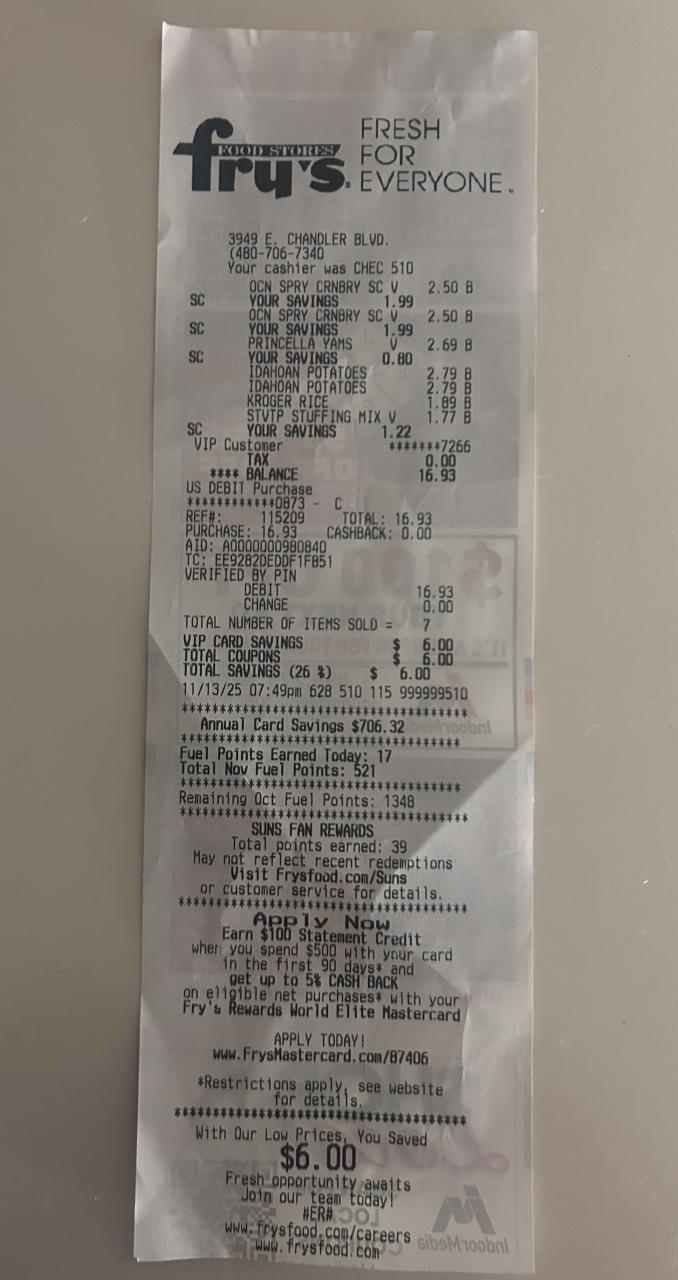 fry's.
FOOD STORES
FRESH
FOR
EVERYONE.
3949 E. CHANDLER BLVD.
(480-706-7340
Your cashier was CHEC 510
OCN SPRY CRNBRY SC V 2.50 B
SC YOUR SAVINGS 1.99
OCN SPRY CRNBRY SC V 2.50 B
SC YOUR SAVINGS 1.99
PRINCELLA YAMS V 2.69 B
SC YOUR SAVINGS 0.80
IDAHOAN POTATOES 2.79 B
IDAHOAN POTATOES 2.79 B
KROGER RICE 1.89 B
STVTP STUFFING MIX V 1.77 B
SC YOUR SAVINGS 1.22
VIP Customer *******7266
TAX 0.00
**** BALANCE 16.93
US DEBIT Purchase
************0873 - C
REF#: 115209 TOTAL: 16.93
PURCHASE: 16.93 CASHBACK: 0.00
AID: A0000000980840
TC: EE9282DEDDF1F851
VERIFIED BY PIN
DEBIT 16.93
CHANGE 0.00
TOTAL NUMBER OF ITEMS SOLD = 7
VIP CARD SAVINGS $ 6.00
TOTAL COUPONS $ 6.00
TOTAL SAVINGS (26 %) $ 6.00
11/13/25 07:49pm 628 510 115 999999510
****************************************
Annual Card Savings $706.32
****************************************
Fuel Points Earned Today: 17
Total Nov Fuel Points: 521
****************************************
Remaining Oct Fuel Points: 1348
****************************************
SUNS FAN REWARDS
Total points earned: 39
May not reflect recent redemptions
Visit Frysfood.com/Suns
or customer service for details.
****************************************
Apply Now
Earn $100 Statement Credit
when you spend $500 with your card
in the first 90 days* and
get up to 5% CASH BACK
on eligible net purchases* with your
Fry's Rewards World Elite Mastercard
APPLY TODAY!
www.FrysMastercard.com/87406
*Restrictions apply, see website
for details.
****************************************
With Our Low Prices, You Saved
$6.00
Fresh opportunity awaits
Join our team today!
#ER#
www.frysfood.com/careers
www.frysfood.com